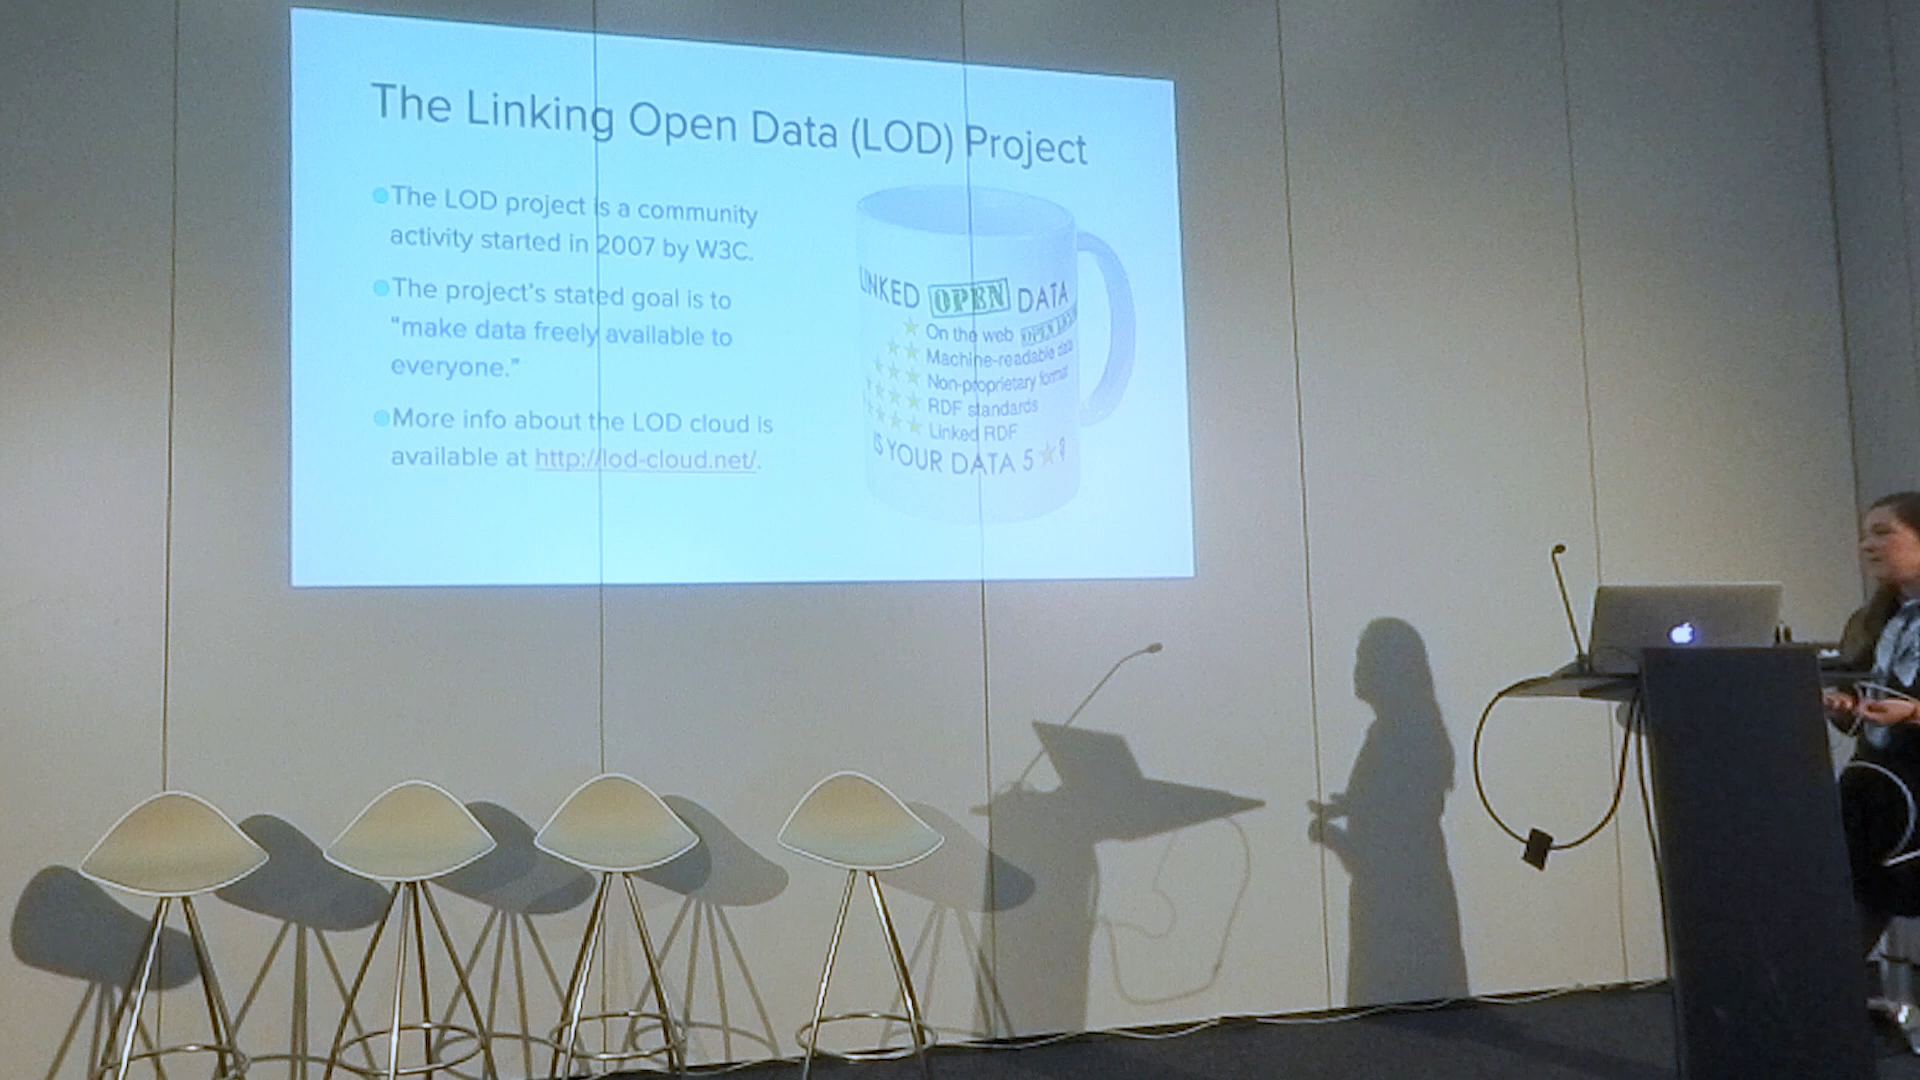 The Linking Open Data (LOD) Project
The LOD project is a community
activity started in 2007 by W3C.
The project's stated goal is to
"make data freely available to
everyone."
More info about the LOD cloud is
available at http://lod-cloud.net/.
LINKED OPEN DATA
On the web
Machine-readable data
Non-proprietary format
RDF standards
Linked RDF
IS YOUR DATA 5